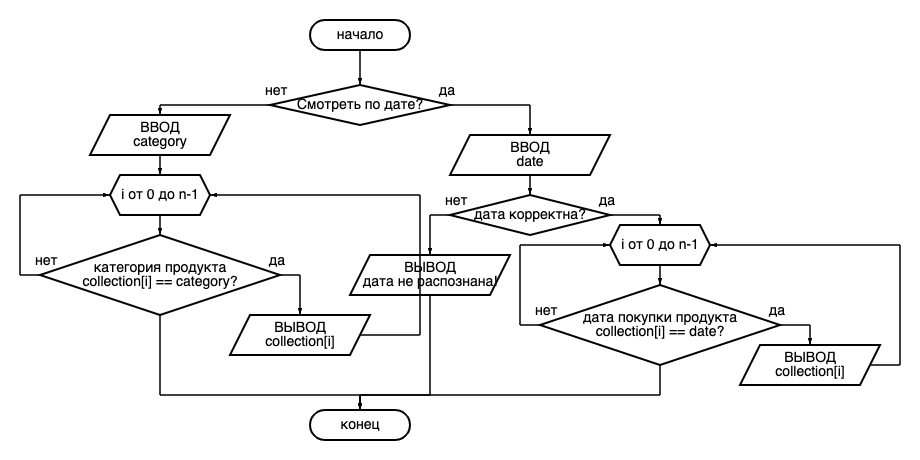 начало
нет
да
Смотреть по дате?
ВВОД
category
ВВОД
date
i от 0 до n-1
нет
да
дата корректна?
i от 0 до n-1
нет
да
категория продукта
collection[i] == category?
ВЫВОД
дата не распознана!
нет
да
дата покупки продукта
collection[i] == date?
ВЫВОД
collection[i]
ВЫВОД
collection[i]
конец